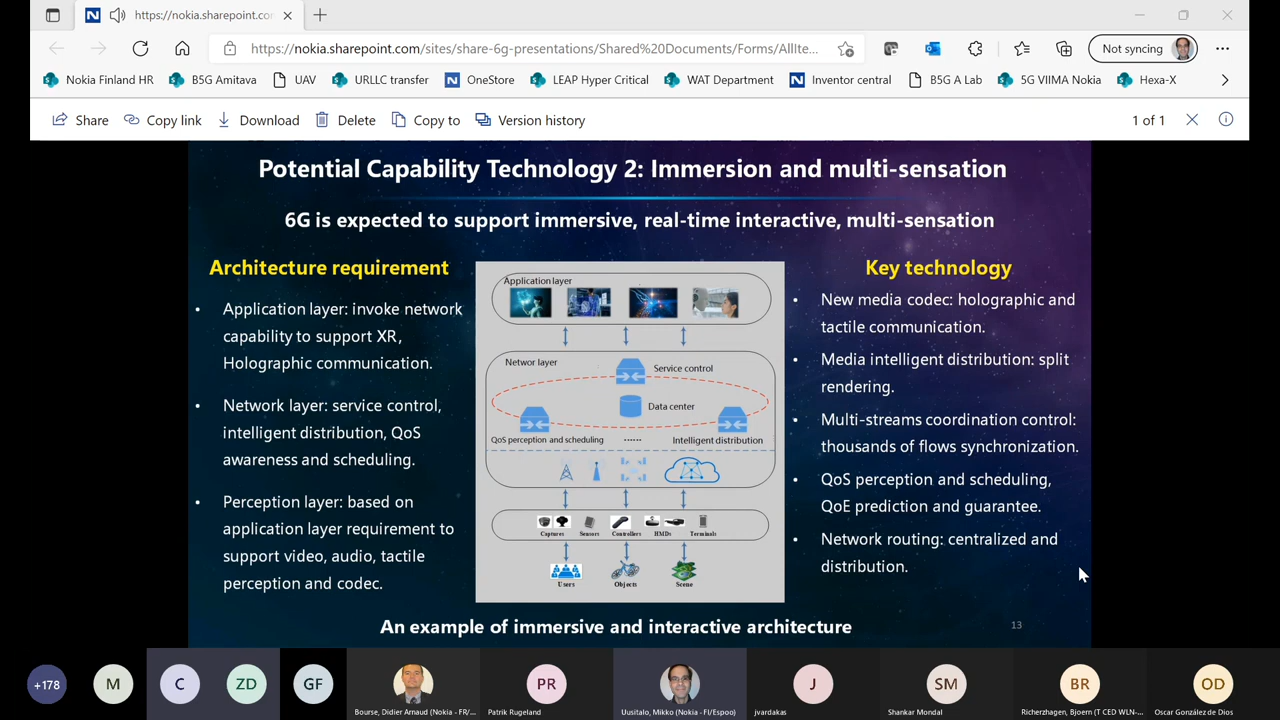 https://nokia.sharepoint.cor
https://nokia.sharepoint.com/sites/share-6g-presentations/Shared%20Documents/Forms/AllIte...
Not syncing
Nokia Finland HR
B5G Amitava
UAV
URLLC transfer
OneStore
LEAP Hyper Critical
WAT Department
Inventor central
B5G A Lab
5G VIIMA Nokia
Hexa-X
Share
Copy link
Download
Delete
Copy to
Version history
1 of 1
Potential Capability Technology 2: Immersion and multi-sensation
6G is expected to support immersive, real-time interactive, multi-sensation
Architecture requirement
• Application layer: invoke network
capability to support XR,
Holographic communication.
• Network layer: service control,
intelligent distribution, QoS
awareness and scheduling.
• Perception layer: based on
application layer requirement to
support video, audio, tactile
perception and codec.
Application layer
Networ layer
Service control
Data center
QoS perception and scheduling
......
Intelligent distribution
Captures
Sensors
Controllers
HMDs
Terminals
Users
Objects
Scene
Key technology
• New media codec: holographic and
tactile communication.
• Media intelligent distribution: split
rendering.
• Multi-streams coordination control:
thousands of flows synchronization.
• QoS perception and scheduling,
QoE prediction and guarantee.
• Network routing: centralized and
distribution.
An example of immersive and interactive architecture
13
+178
M
C
ZD
GF
Bourse, Didier Arnaud (Nokia - FR/...
PR
Patrik Rugeland
Uusitalo, Mikko (Nokia - FI/Espoo)
J
jvardakas
SM
Shankar Mondal
BR
Richerzhagen, Bjoern (T CED WLN-...
OD
Oscar González de Dios